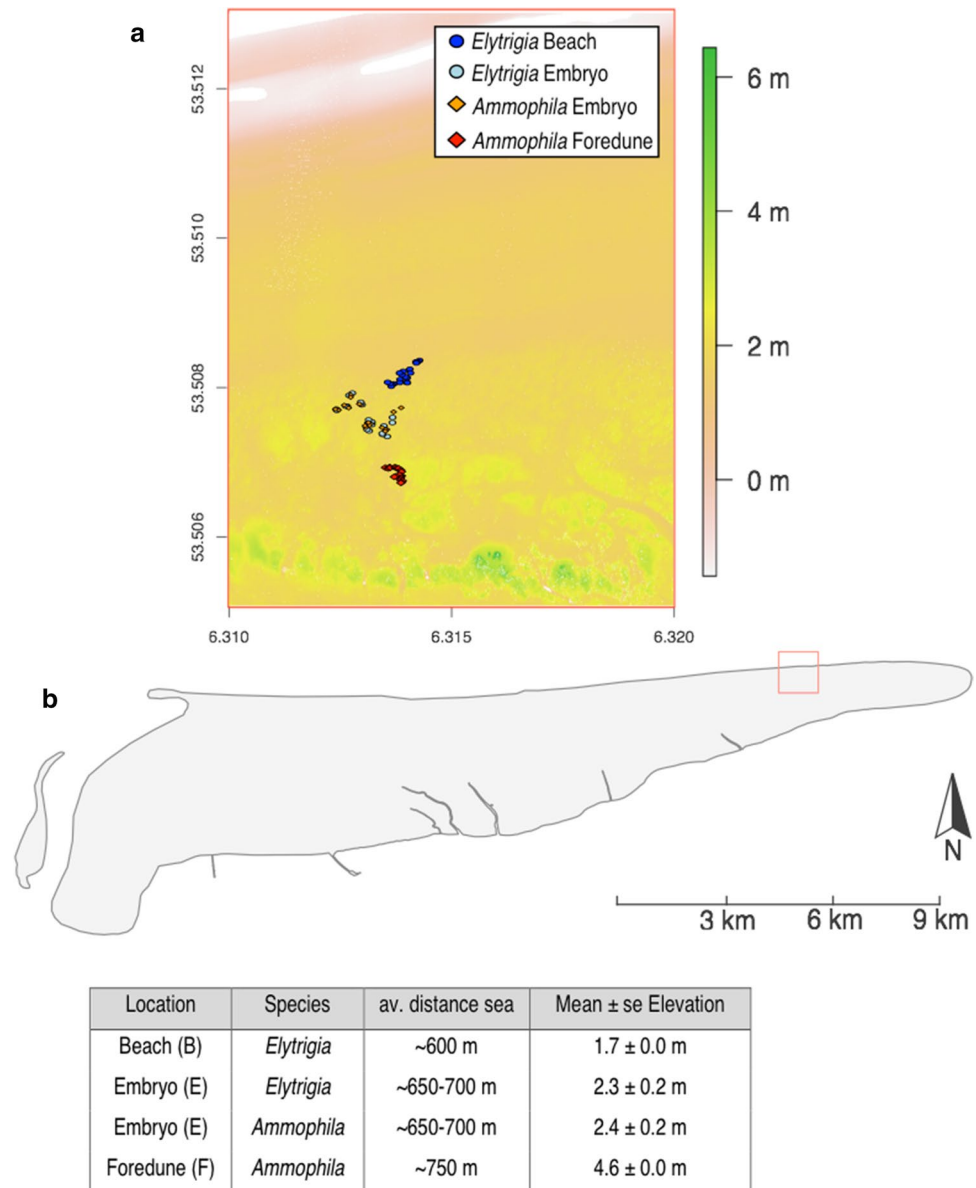 a
Elytrigia Beach
Elytrigia Embryo
Ammophila Embryo
Ammophila Foredune
53.512
53.510
53.508
53.506
6.310
6.315
6.320
6 m
4 m
2 m
0 m
b
N
3 km 6 km 9 km
Location Species av. distance sea Mean ± se Elevation
Beach (B) Elytrigia ~600 m 1.7 ± 0.0 m
Embryo (E) Elytrigia ~650-700 m 2.3 ± 0.2 m
Embryo (E) Ammophila ~650-700 m 2.4 ± 0.2 m
Foredune (F) Ammophila ~750 m 4.6 ± 0.0 m